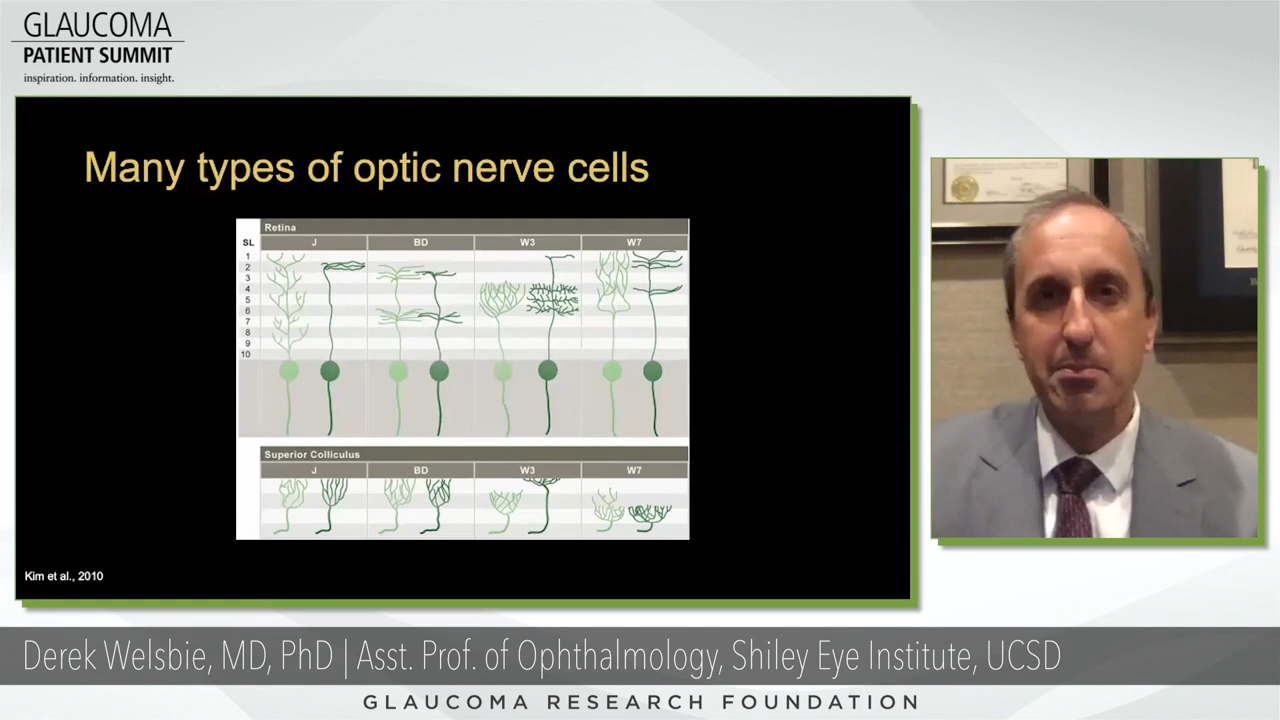 GLAUCOMA
PATIENT SUMMIT
inspiration. information. insight.
Many types of optic nerve cells
Retina
SL J BD W3 W7
1
2
3
4
5
6
7
8
9
10
Superior Colliculus
J BD W3 W7
Kim et al., 2010
Derek Welsbie, MD, PhD | Asst. Prof. of Ophthalmology, Shiley Eye Institute, UCSD
GLAUCOMA RESEARCH FOUNDATION